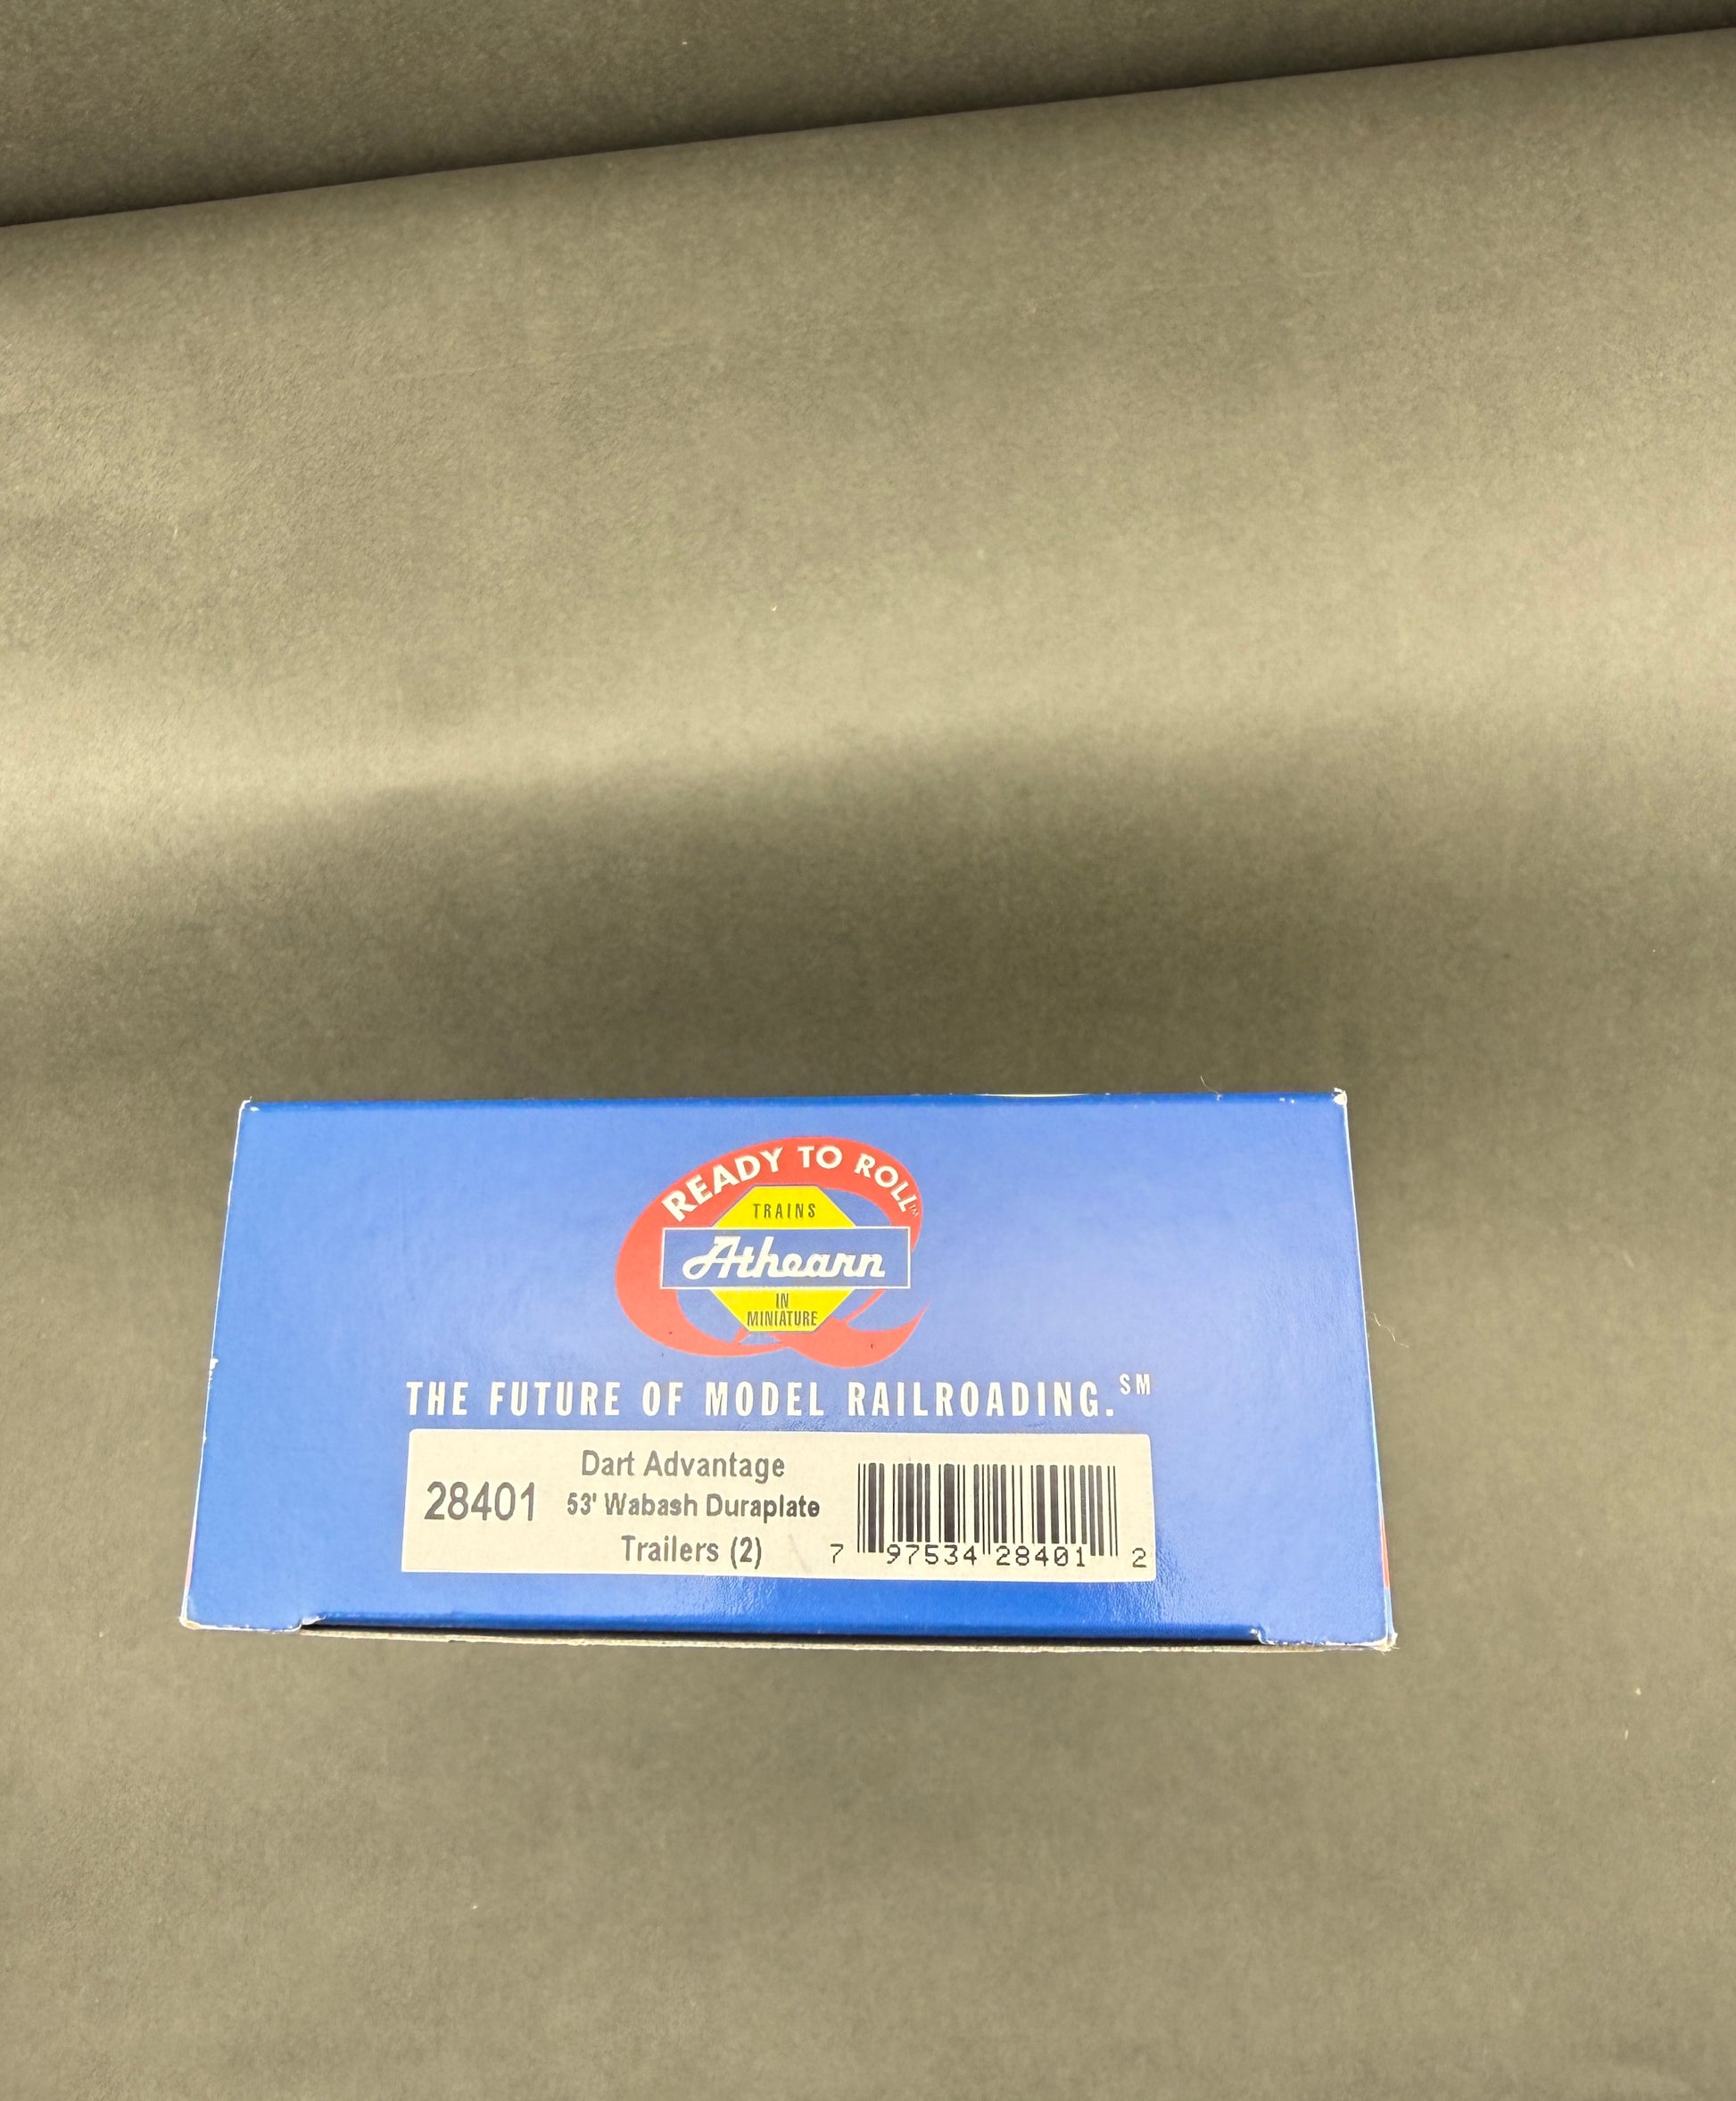 READY TO ROLL™
TRAINS
Athearn
IN
MINIATURE
THE FUTURE OF MODEL RAILROADING.℠
28401
Dart Advantage
53' Wabash Duraplate
Trailers (2)
7 97534 28401 2